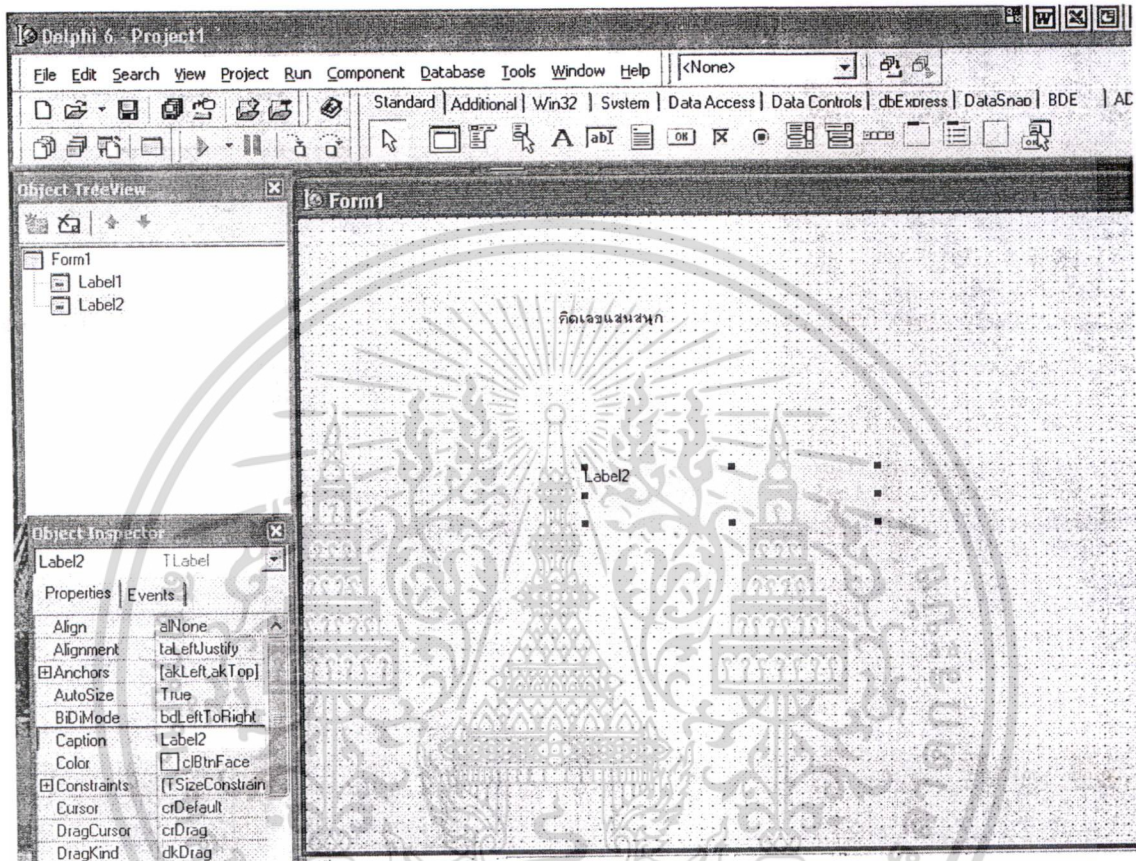 Delphi 6 - Project1
File Edit Search View Project Run Component Database Tools Window Help <None>
Standard Additional Win32 System Data Access Data Controls dbExpress DataSnap BDE AD
Object TreeView
Form1
Label1
Label2
Form1
คิดเลขแสนสนุก
Label2
Object Inspector
Label2 TLabel
Properties Events
Align alNone
Alignment taLeftJustify
Anchors [akLeft,akTop]
AutoSize True
BiDiMode bdLeftToRight
Caption Label2
Color clBtnFace
Constraints (TSizeConstrain
Cursor crDefault
DragCursor crDrag
DragKind dkDrag